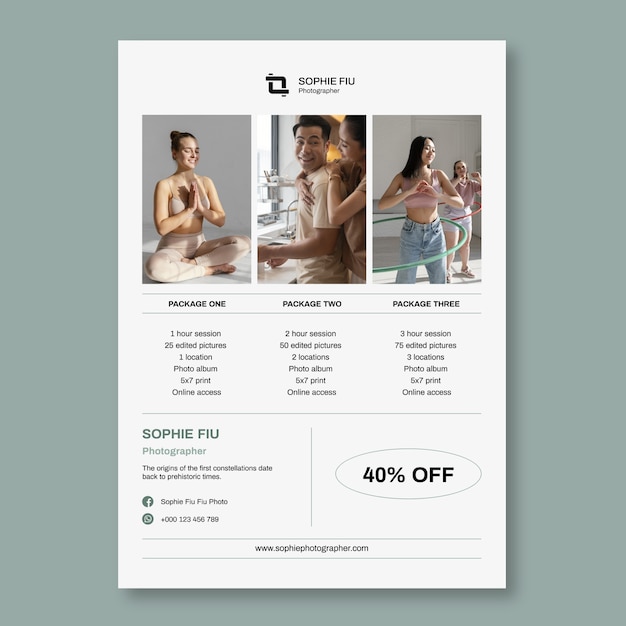 SOPHIE FIU
Photographer
PACKAGE ONE
1 hour session
25 edited pictures
1 location
Photo album
5x7 print
Online access
PACKAGE TWO
2 hour session
50 edited pictures
2 locations
Photo album
5x7 print
Online access
PACKAGE THREE
3 hour session
75 edited pictures
3 locations
Photo album
5x7 print
Online access
SOPHIE FIU
Photographer
The origins of the first constellations date
back to prehistoric times.
Sophie Fiu Fiu Photo
+000 123 456 789
40% OFF
www.sophiephotographer.com